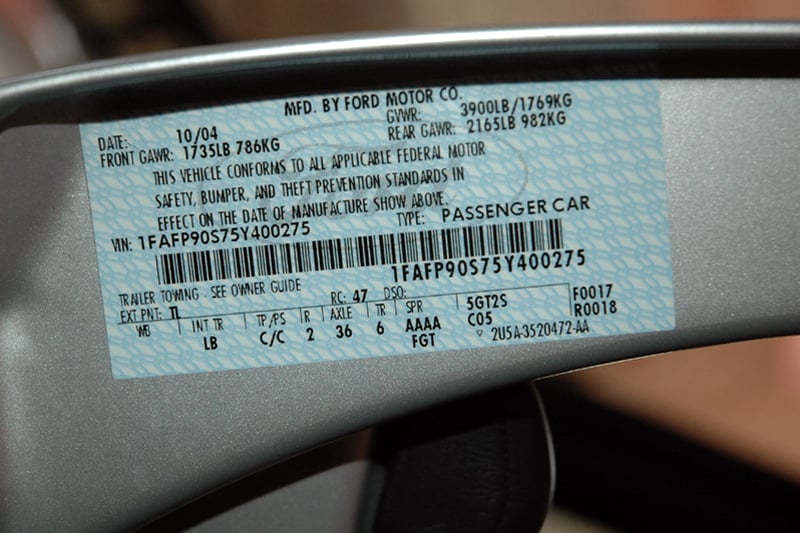 MFD. BY FORD MOTOR CO.
DATE: 10/04 GVWR: 3900LB/1769KG
FRONT GAWR: 1735LB 786KG REAR GAWR: 2165LB 982KG
THIS VEHICLE CONFORMS TO ALL APPLICABLE FEDERAL MOTOR
SAFETY, BUMPER, AND THEFT PREVENTION STANDARDS IN
EFFECT ON THE DATE OF MANUFACTURE SHOW ABOVE.
VIN: 1FAFP90S75Y400275 TYPE: PASSENGER CAR
1FAFP90S75Y400275
TRAILER TOWING - SEE OWNER GUIDE
EXT PNT: TL RC: 47 DSO:
WB INT TR TP/PS R AXLE TR SPR 5GT2S F0017
LB C/C 2 36 6 AAAA C05 R0018
FGT ▽ 2U5A-3520472-AA